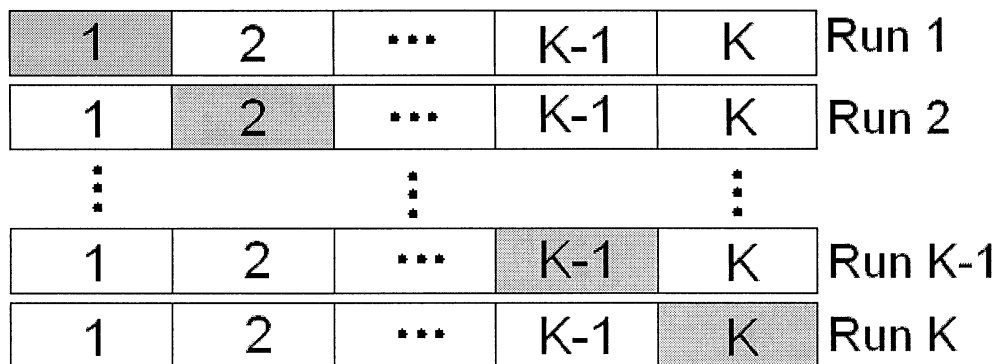 1 2 ... K-1 K Run 1
1 2 ... K-1 K Run 2
1 2 ... K-1 K Run K-1
1 2 ... K-1 K Run K